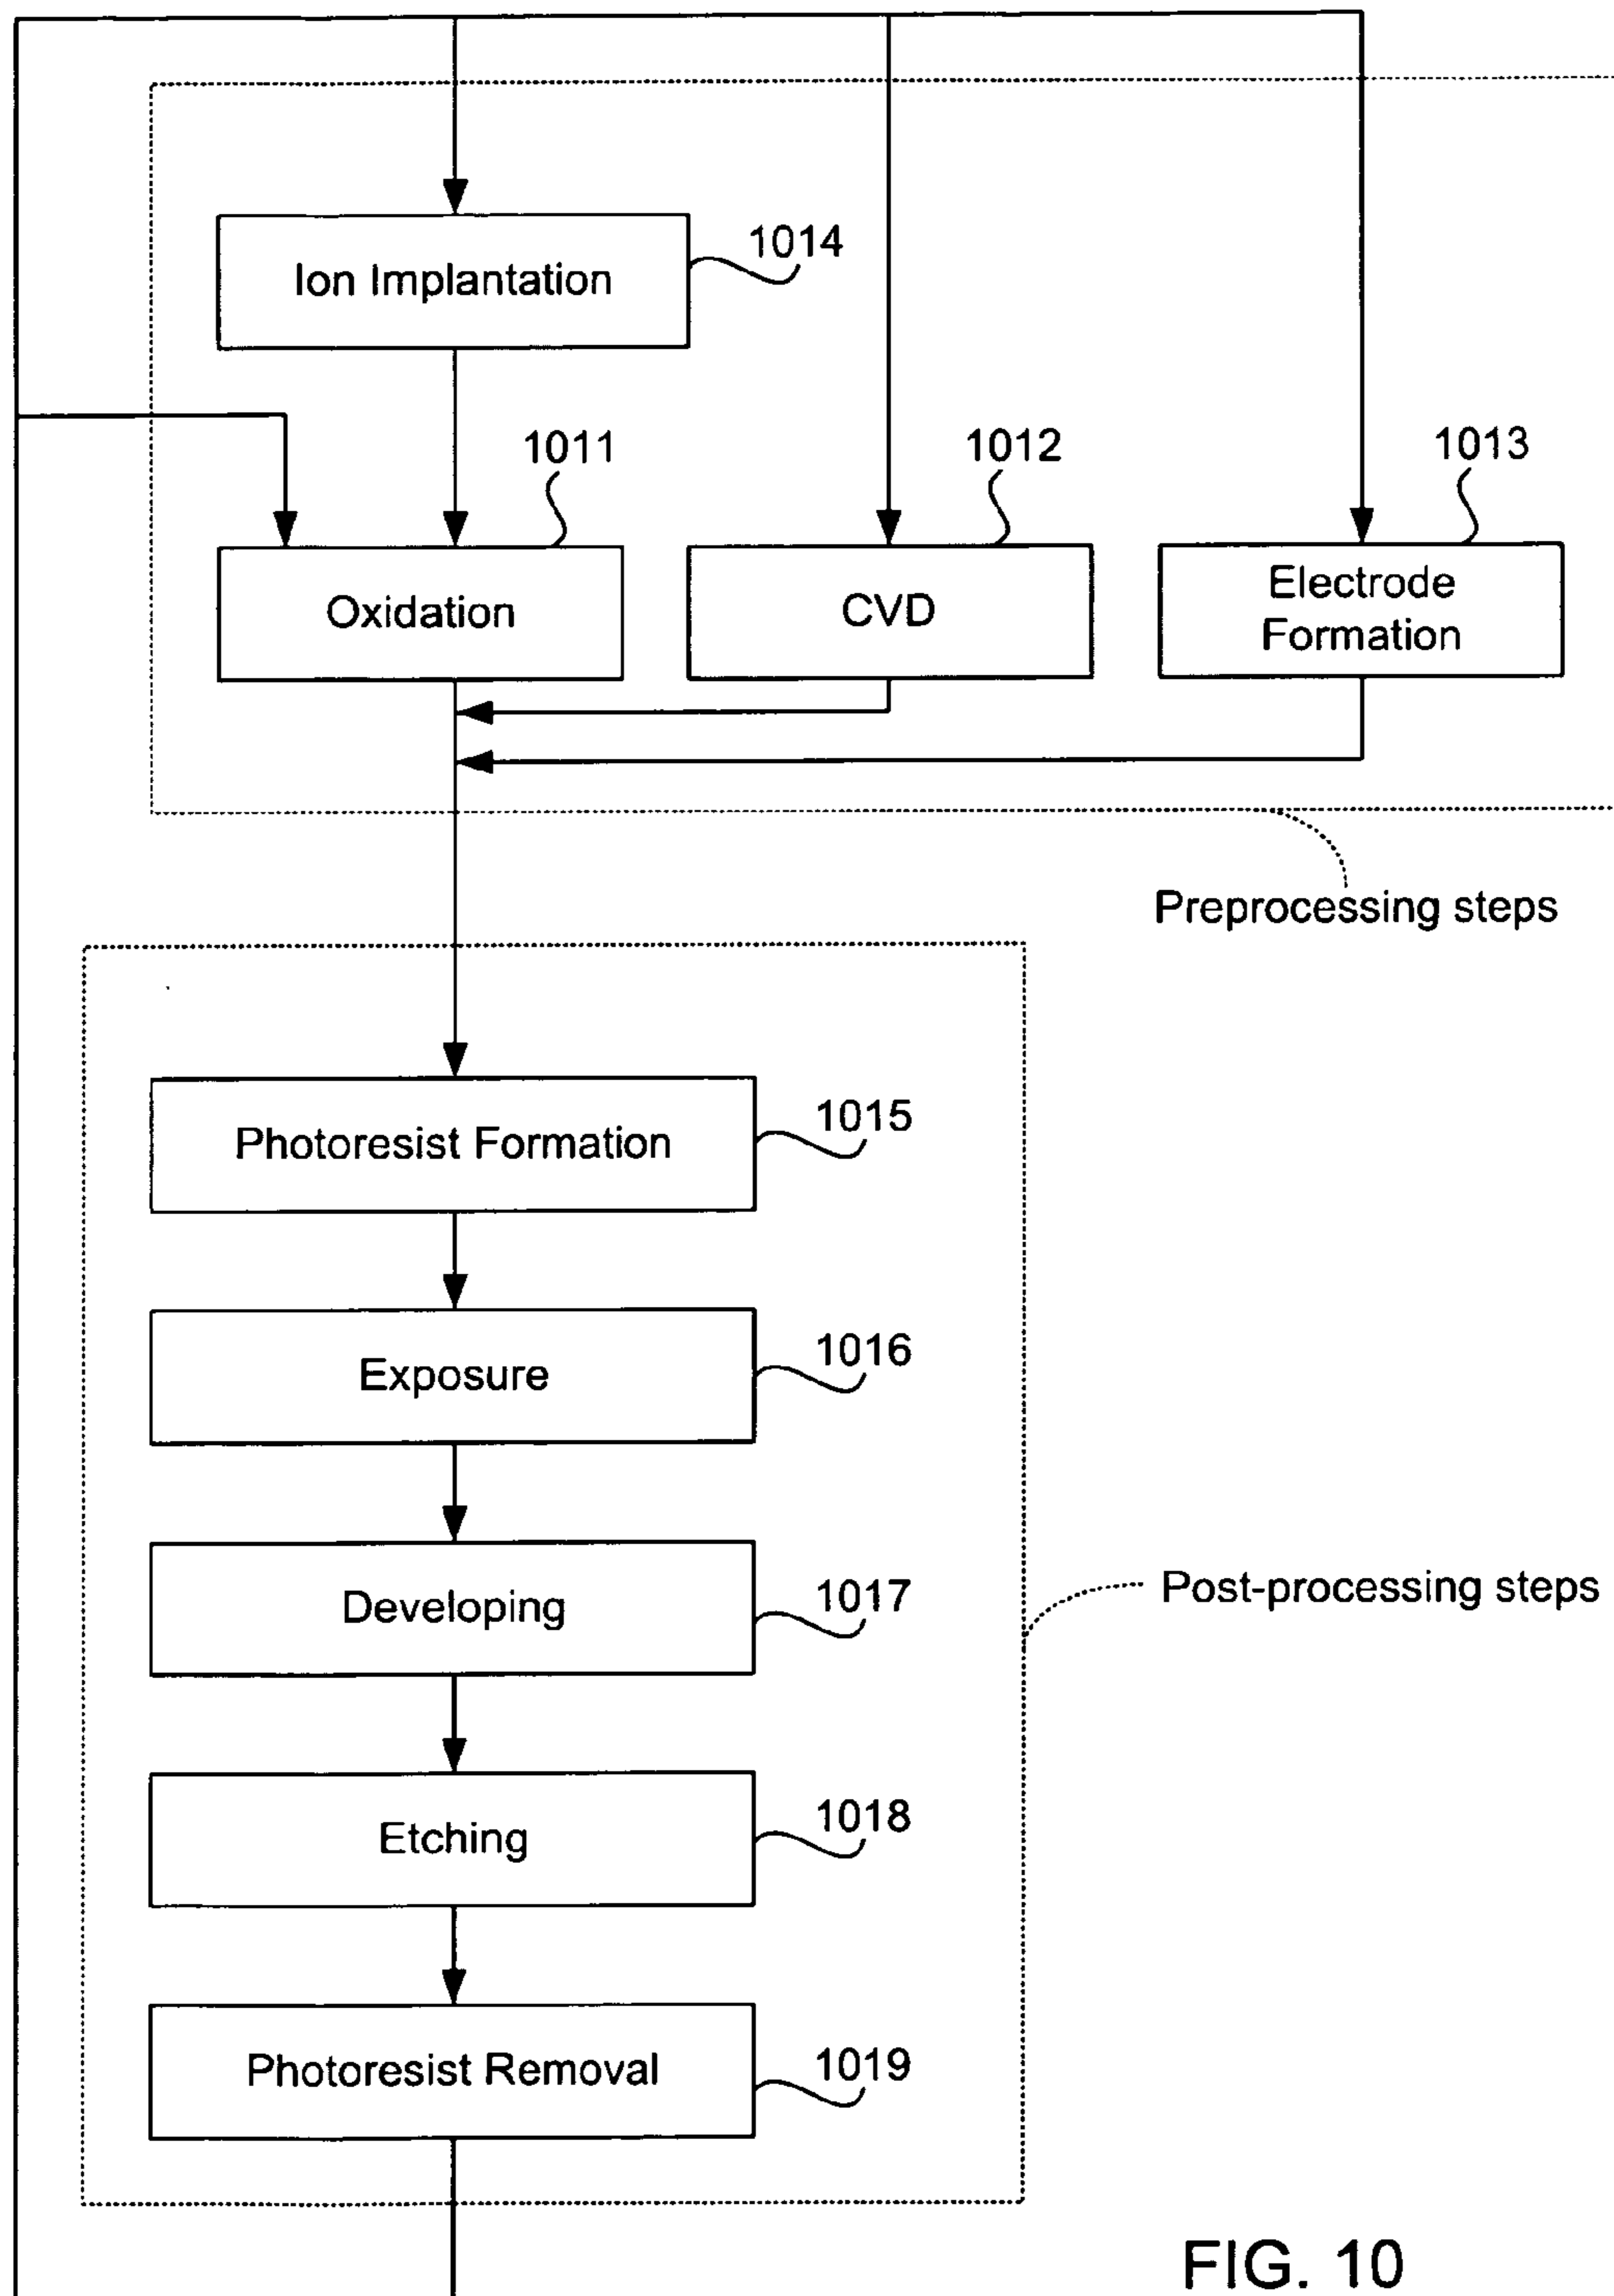 1014
Ion Implantation
1011
1012
1013
Oxidation
CVD
Electrode
Formation
Preprocessing steps
1015
Photoresist Formation
1016
Exposure
1017
Developing
Post-processing steps
1018
Etching
1019
Photoresist Removal
FIG. 10